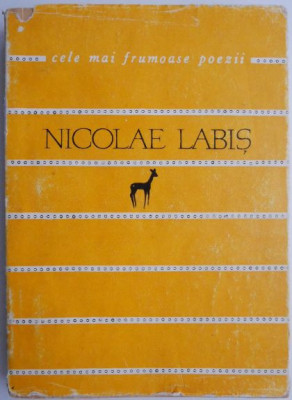 cele mai frumoase poezii
NICOLAE LABIȘ